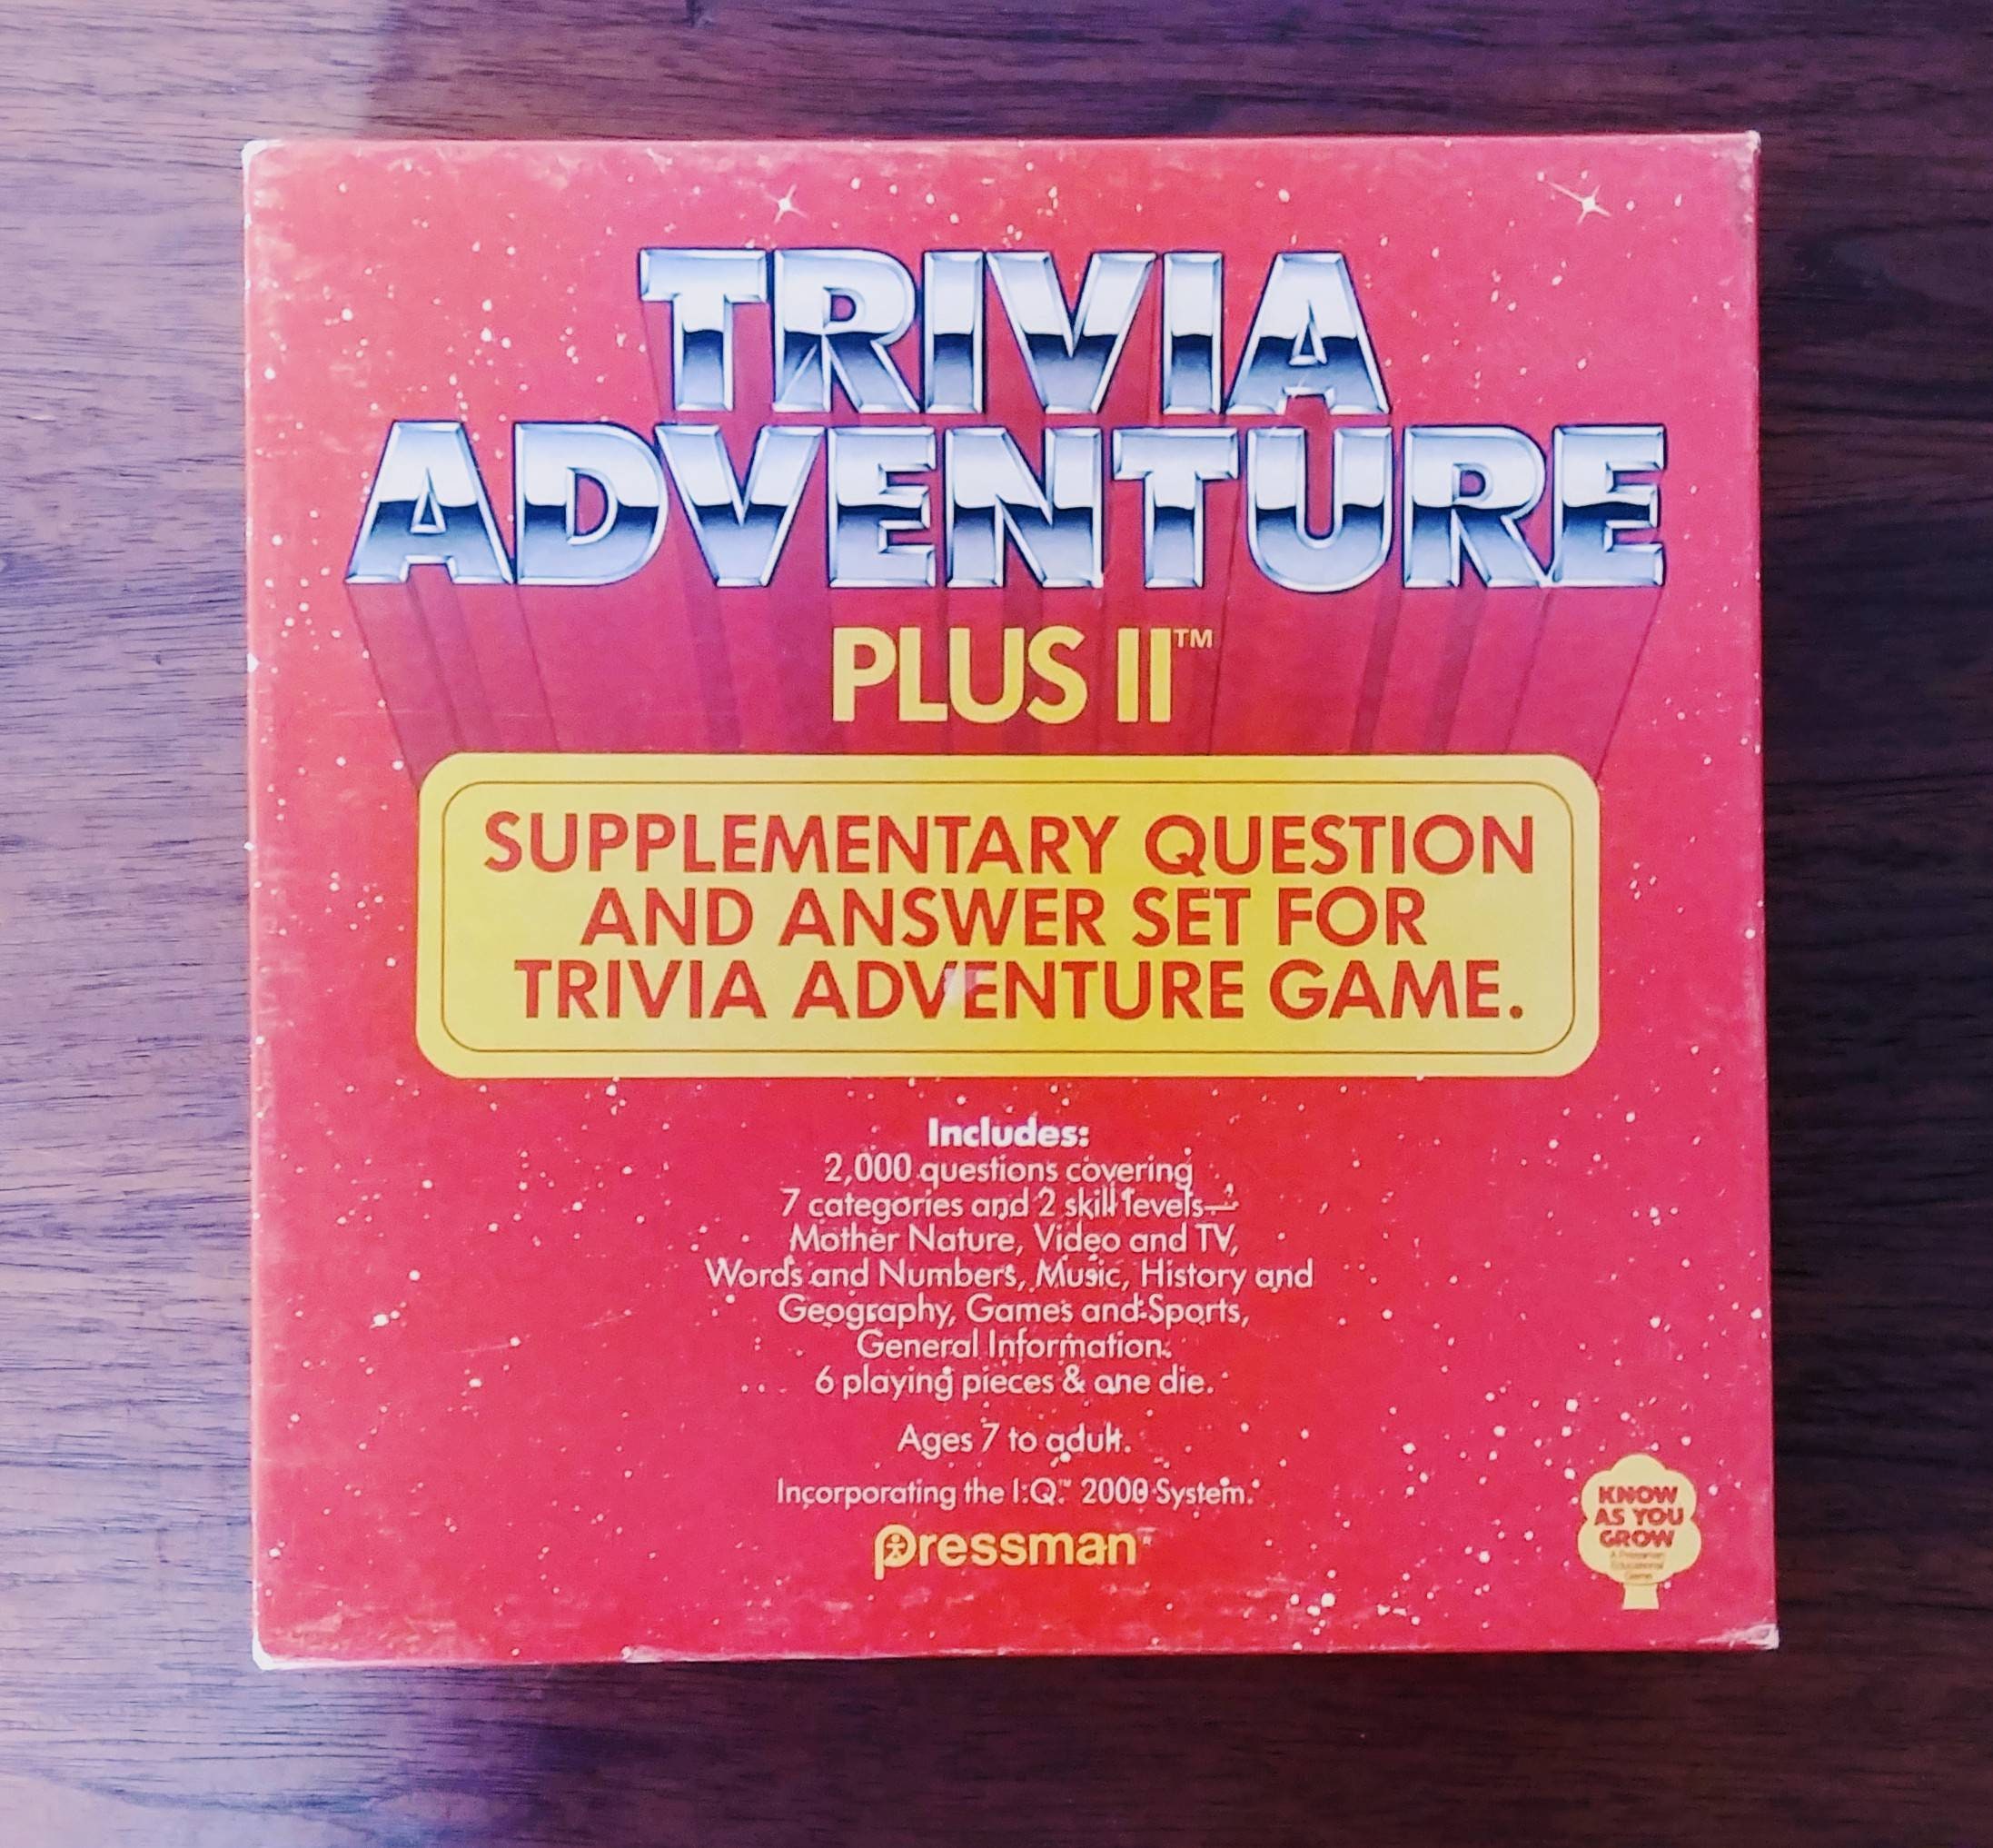 TRIVIA
ADVENTURE
PLUS II™
SUPPLEMENTARY QUESTION
AND ANSWER SET FOR
TRIVIA ADVENTURE GAME.
Includes:
2,000 questions covering
7 categories and 2 skill levels—
Mother Nature, Video and TV,
Words and Numbers, Music, History and
Geography, Games and Sports,
General Information.
6 playing pieces & one die.
Ages 7 to adult.
Incorporating the I.Q.™ 2000 System.
pressman®
KNOW
AS YOU
GROW
A Pressman
Educational
Game